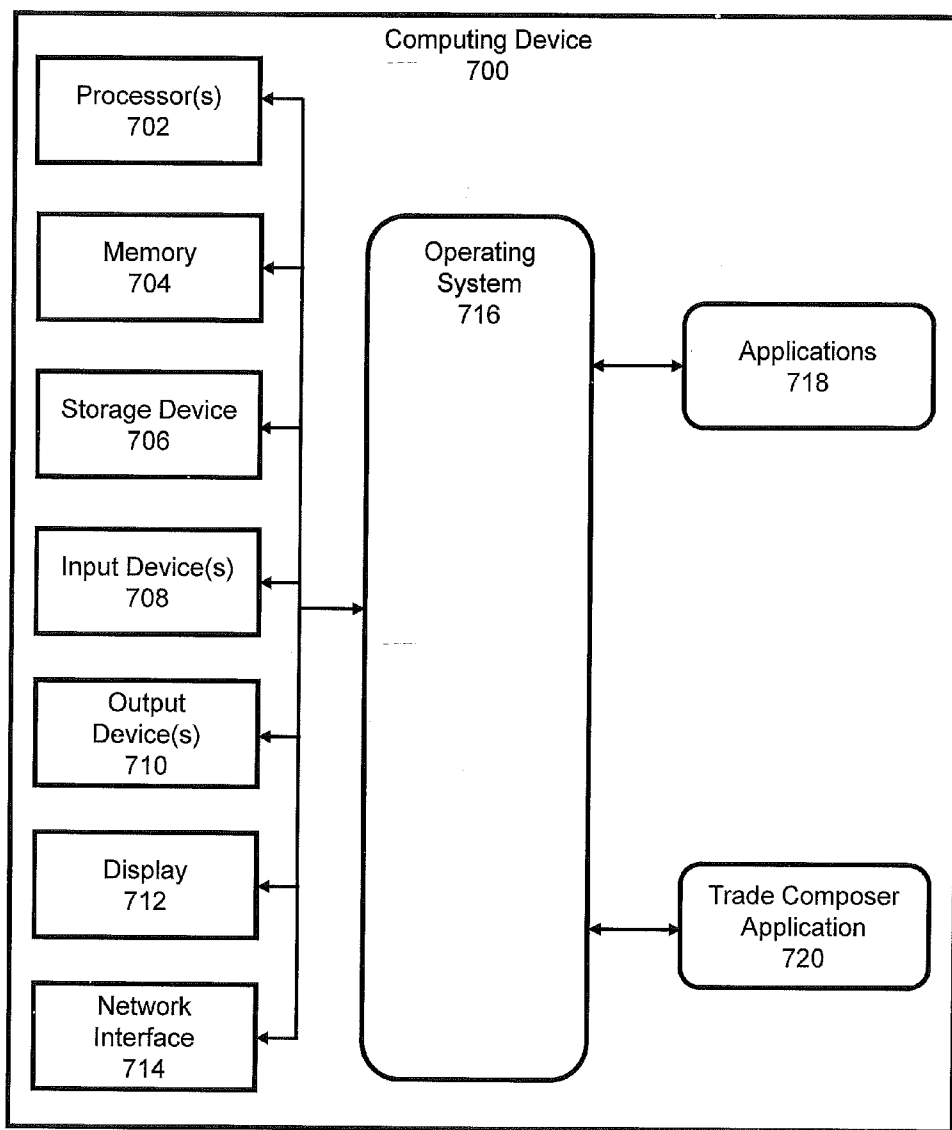 Computing Device
700
Processor(s)
702
Memory
704
Storage Device
706
Input Device(s)
708
Output
Device(s)
710
Display
712
Network
Interface
714
Operating
System
716
Applications
718
Trade Composer
Application
720